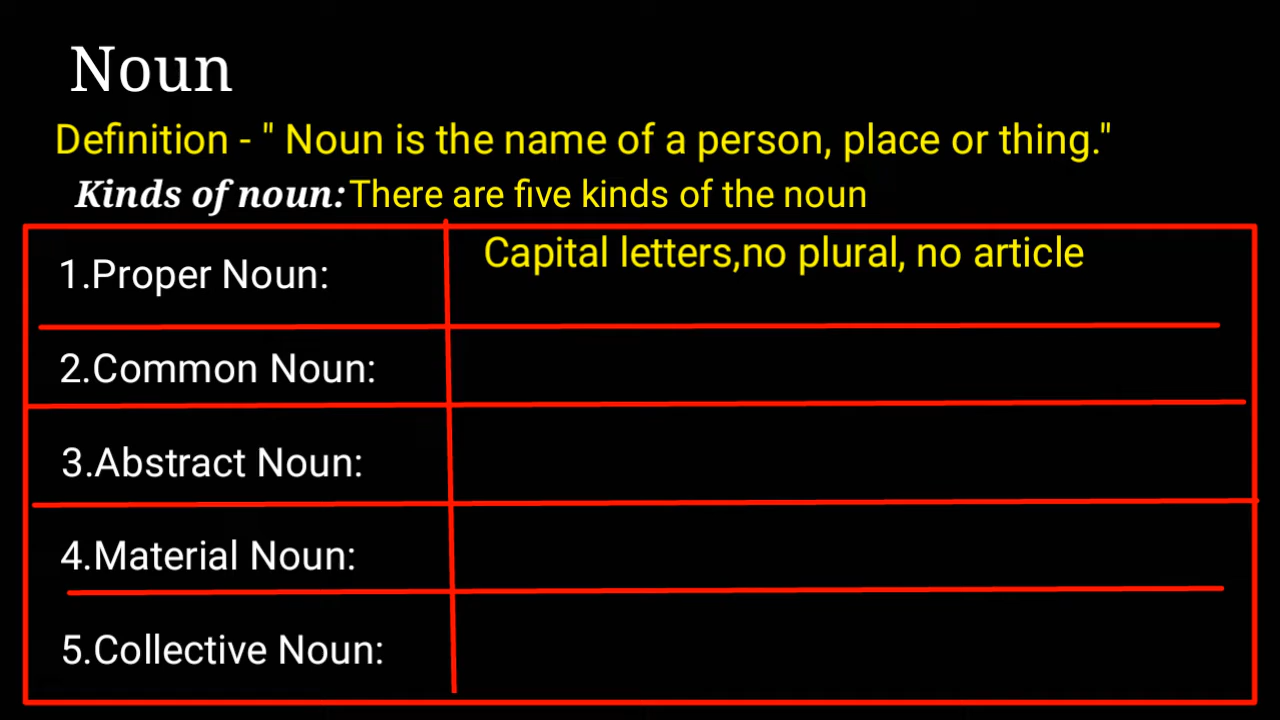 Noun
Definition - " Noun is the name of a person, place or thing."
Kinds of noun: There are five kinds of the noun
1.Proper Noun:
Capital letters,no plural, no article
2.Common Noun:
3.Abstract Noun:
4.Material Noun:
5.Collective Noun: